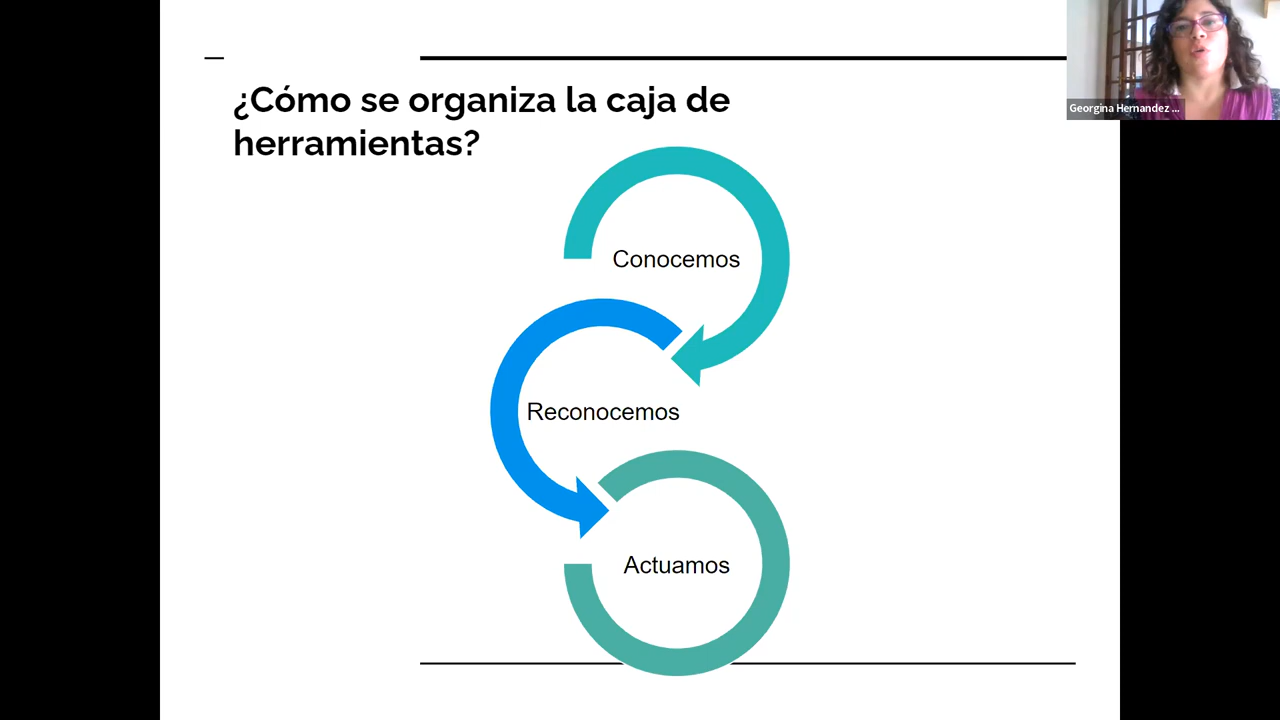 ¿Cómo se organiza la caja de
herramientas?
Georgina Hernandez ...
Conocemos
Reconocemos
Actuamos